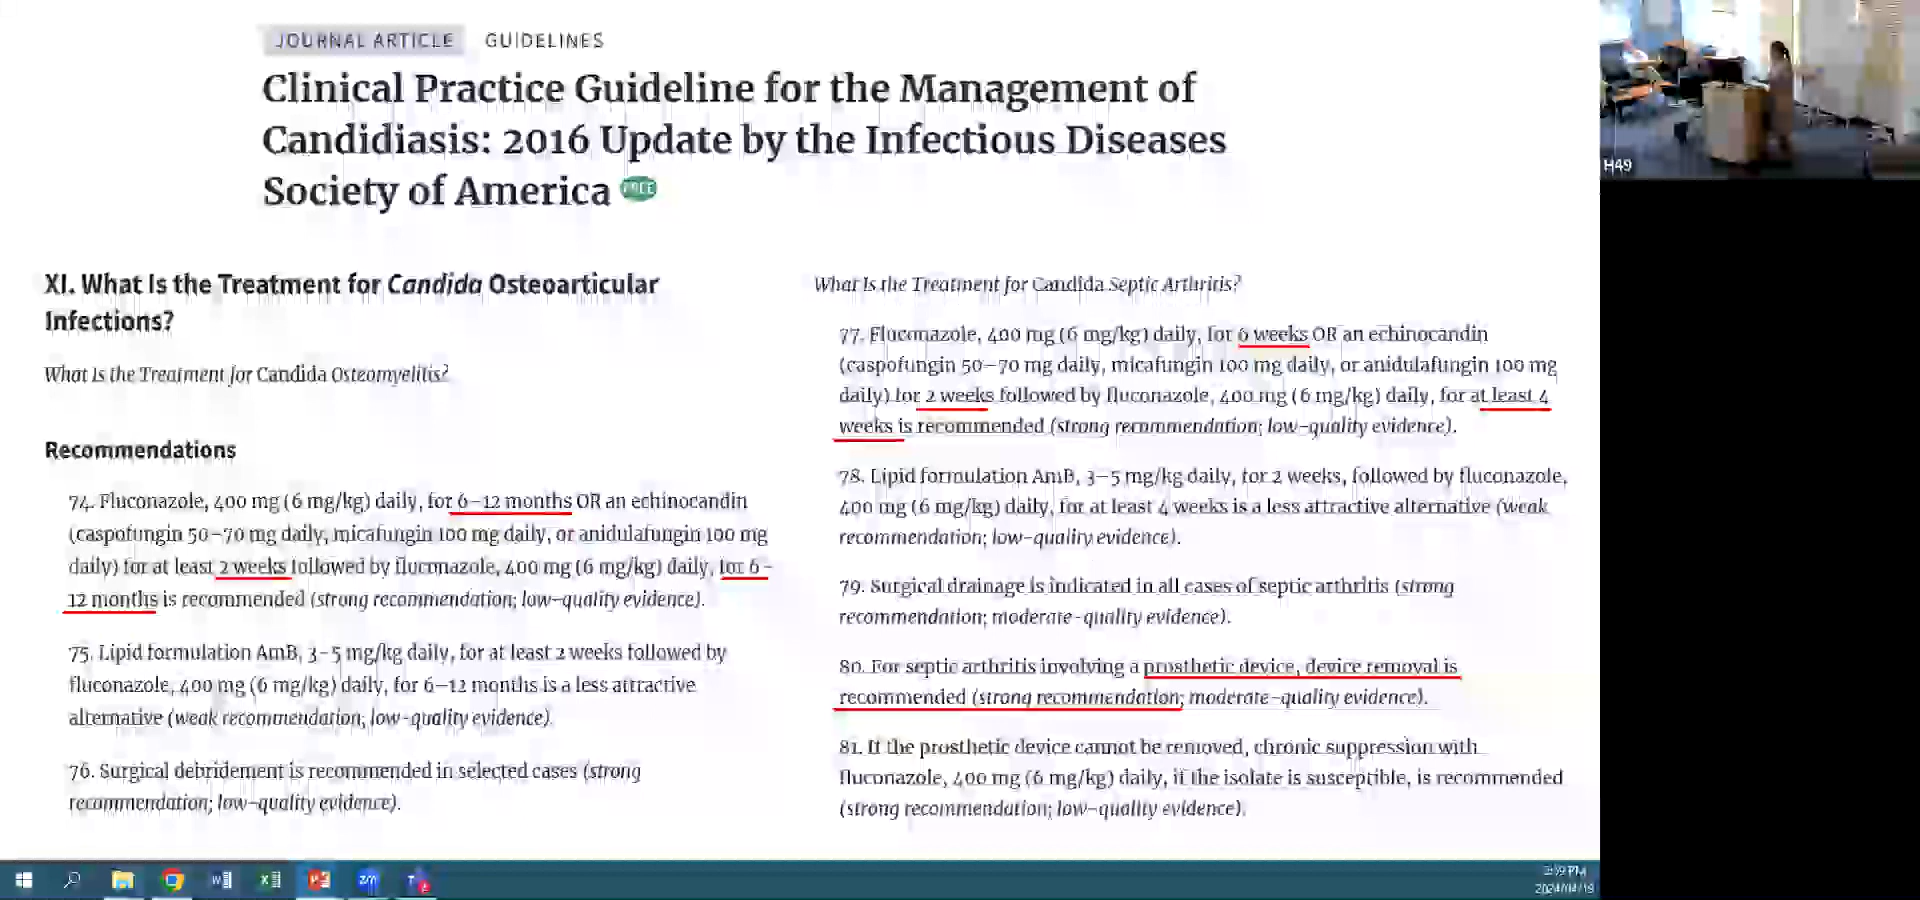 JOURNAL ARTICLE GUIDELINES
Clinical Practice Guideline for the Management of
Candidiasis: 2016 Update by the Infectious Diseases
Society of America FREE
XI. What Is the Treatment for Candida Osteoarticular
Infections?
What Is the Treatment for Candida Osteomyelitis?
Recommendations
74. Fluconazole, 400 mg (6 mg/kg) daily, for 6–12 months OR an echinocandin
(caspofungin 50–70 mg daily, micafungin 100 mg daily, or anidulafungin 100 mg
daily) for at least 2 weeks followed by fluconazole, 400 mg (6 mg/kg) daily, for 6–
12 months is recommended (strong recommendation; low-quality evidence).
75. Lipid formulation AmB, 3–5 mg/kg daily, for at least 2 weeks followed by
fluconazole, 400 mg (6 mg/kg) daily, for 6–12 months is a less attractive
alternative (weak recommendation; low-quality evidence).
76. Surgical debridement is recommended in selected cases (strong
recommendation; low-quality evidence).
What Is the Treatment for Candida Septic Arthritis?
77. Fluconazole, 400 mg (6 mg/kg) daily, for 6 weeks OR an echinocandin
(caspofungin 50–70 mg daily, micafungin 100 mg daily, or anidulafungin 100 mg
daily) for 2 weeks followed by fluconazole, 400 mg (6 mg/kg) daily, for at least 4
weeks is recommended (strong recommendation; low-quality evidence).
78. Lipid formulation AmB, 3–5 mg/kg daily, for 2 weeks, followed by fluconazole,
400 mg (6 mg/kg) daily, for at least 4 weeks is a less attractive alternative (weak
recommendation; low-quality evidence).
79. Surgical drainage is indicated in all cases of septic arthritis (strong
recommendation; moderate-quality evidence).
80. For septic arthritis involving a prosthetic device, device removal is
recommended (strong recommendation; moderate-quality evidence).
81. If the prosthetic device cannot be removed, chronic suppression with
fluconazole, 400 mg (6 mg/kg) daily, if the isolate is susceptible, is recommended
(strong recommendation; low-quality evidence).
H49
zm
3:39 PM
2024/04/19